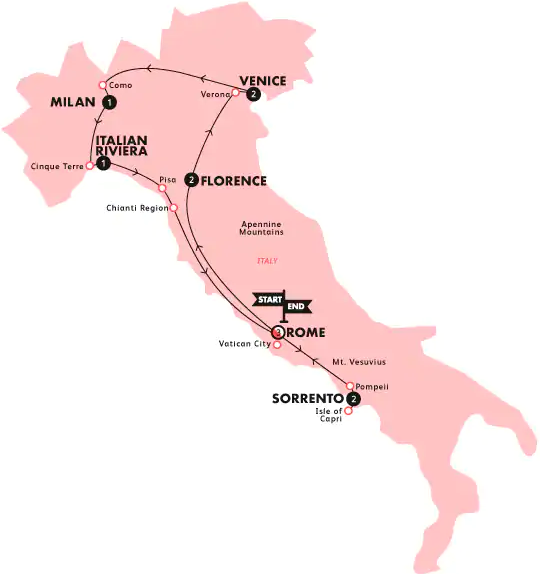 VENICE
2
Verona
Como
MILAN
1
ITALIAN
RIVIERA
1
Cinque Terre
Pisa
2
FLORENCE
Chianti Region
Apennine
Mountains
ITALY
START
END
3
ROME
Vatican City
Mt. Vesuvius
Pompeii
SORRENTO
2
Isle of
Capri